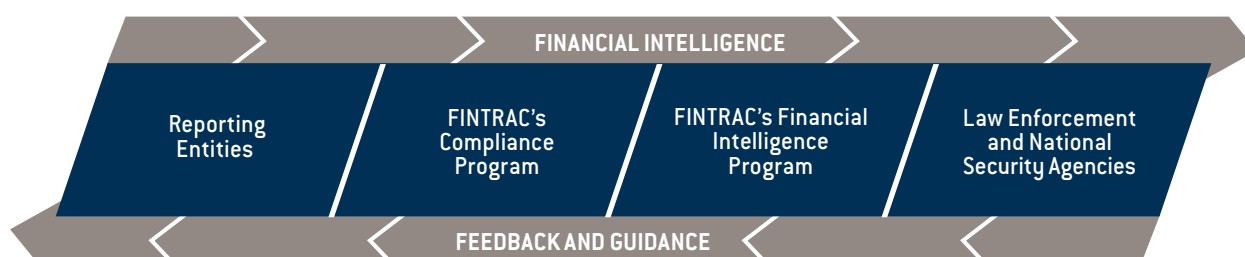 FINANCIAL INTELLIGENCE
Reporting
Entities
FINTRAC’s
Compliance
Program
FINTRAC’s Financial
Intelligence
Program
Law Enforcement
and National
Security Agencies
FEEDBACK AND GUIDANCE